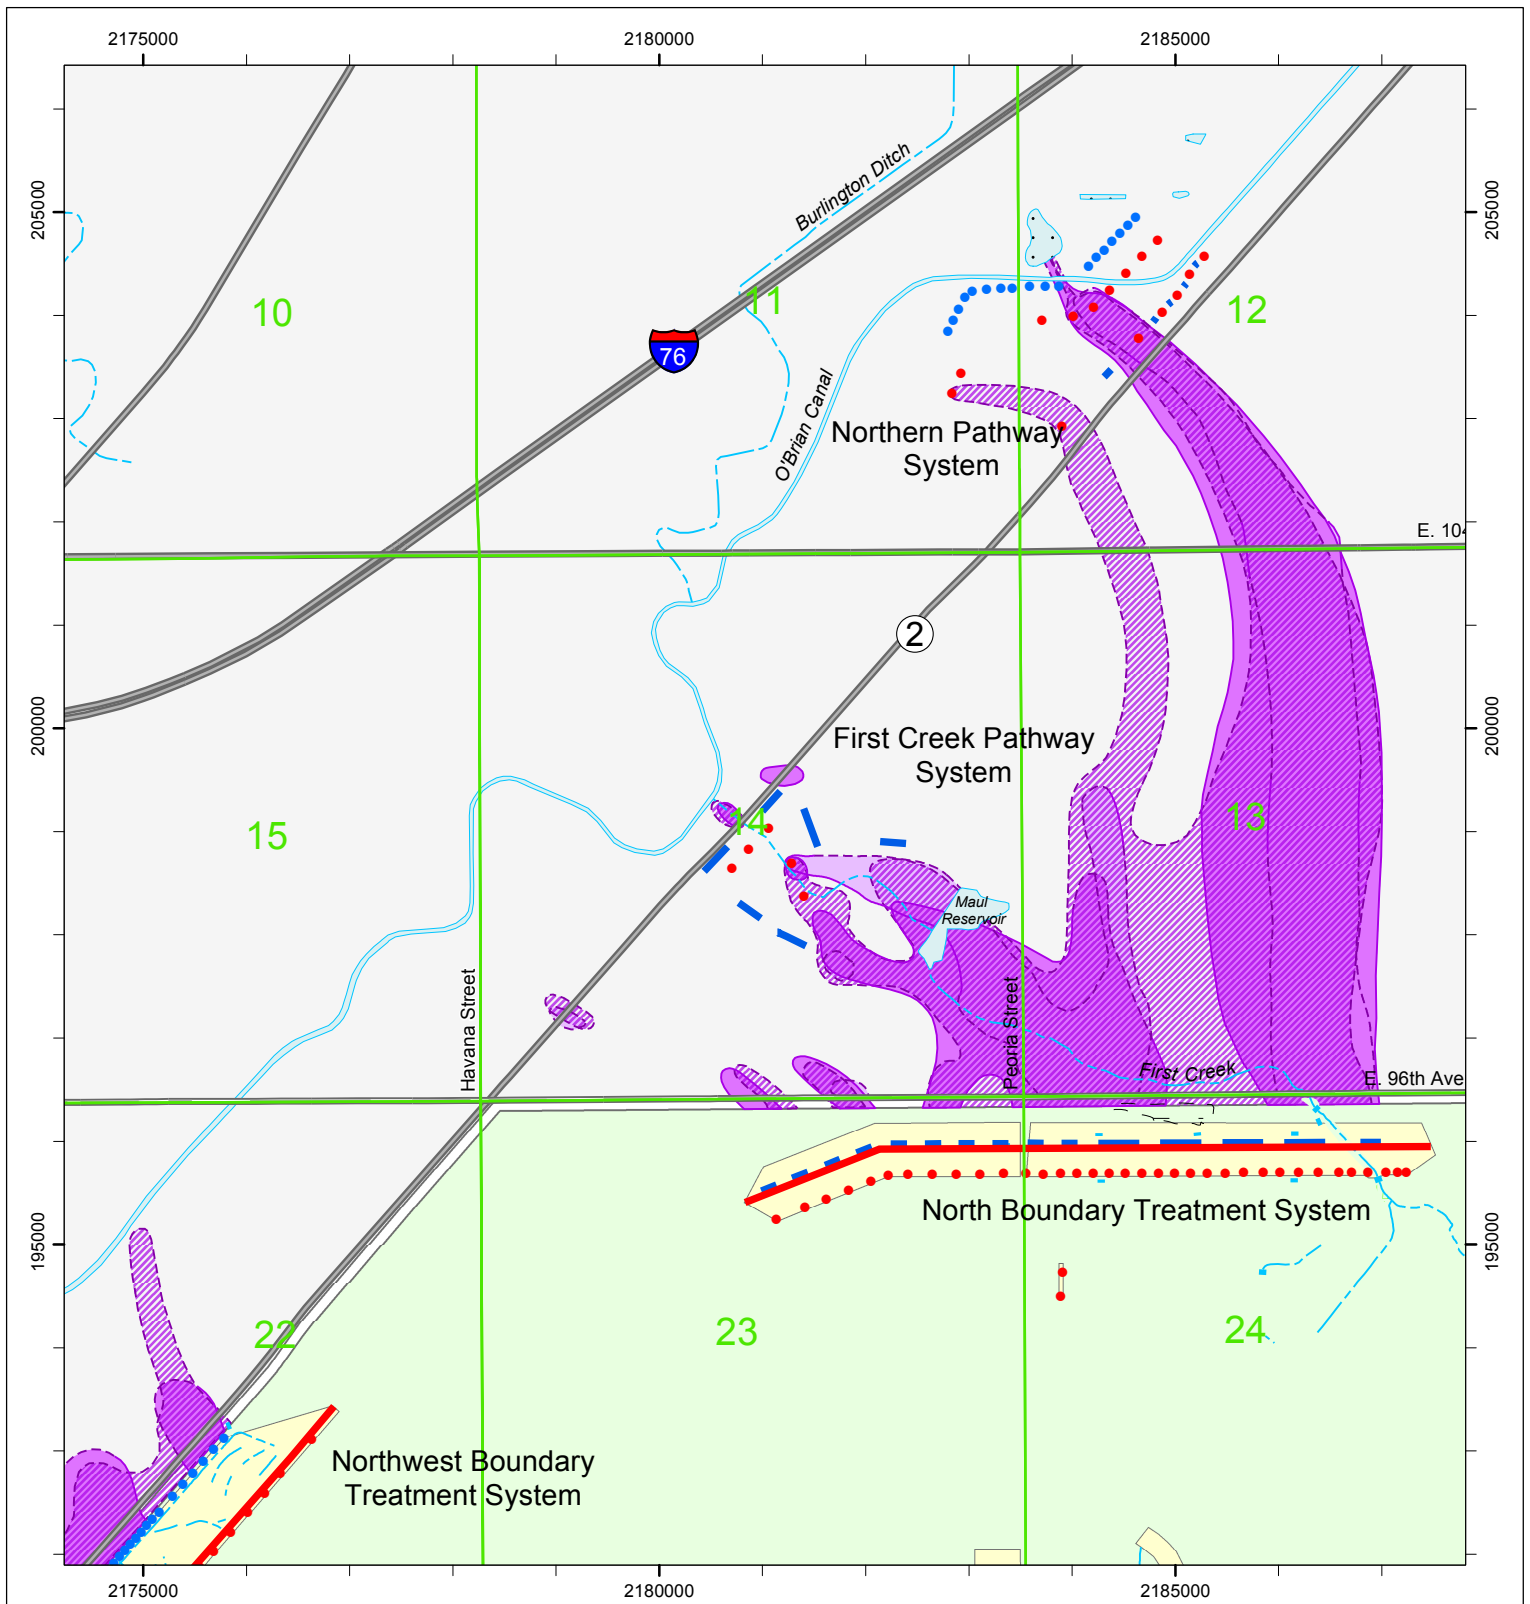 2175000
2180000
2185000
205000
205000
Burlington Ditch
10
11
12
76
O'Brian Canal
Northern Pathway
System
E. 104
2
200000
200000
First Creek Pathway
System
15
14
13
Maul
Reservoir
Havana Street
Peoria Street
First Creek
E. 96th Ave
North Boundary Treatment System
195000
195000
22
23
24
Northwest Boundary
Treatment System
2175000
2180000
2185000